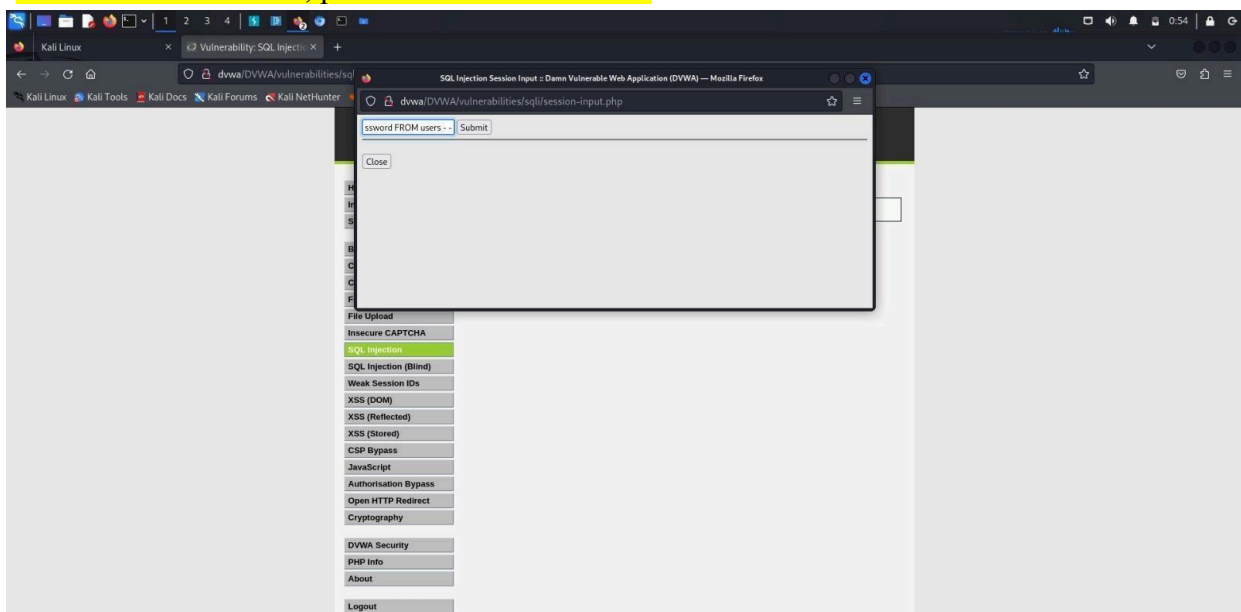 1 2 3 4
0:54
Kali Linux
Vulnerability: SQL Injectio
dvwa/DVWA/vulnerabilities/sql
SQL Injection Session Input :: Damn Vulnerable Web Application (DVWA) — Mozilla Firefox
Kali Linux Kali Tools Kali Docs Kali Forums Kali NetHunter
dvwa/DVWA/vulnerabilities/sqli/session-input.php
ssword FROM users - - Submit
Close
File Upload
Insecure CAPTCHA
SQL Injection
SQL Injection (Blind)
Weak Session IDs
XSS (DOM)
XSS (Reflected)
XSS (Stored)
CSP Bypass
JavaScript
Authorisation Bypass
Open HTTP Redirect
Cryptography
DVWA Security
PHP Info
About
Logout